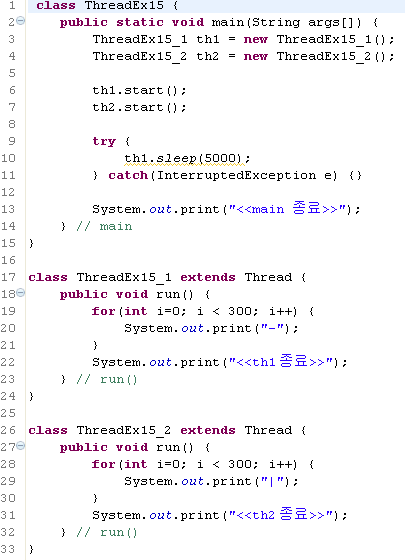 1 class ThreadEx15 {
2 public static void main(String args[]) {
3 ThreadEx15_1 th1 = new ThreadEx15_1();
4 ThreadEx15_2 th2 = new ThreadEx15_2();
5
6 th1.start();
7 th2.start();
8
9 try {
10 th1.sleep(5000);
11 } catch(InterruptedException e) {}
12
13 System.out.print("<<main 종료>>");
14 } // main
15 }
16
17 class ThreadEx15_1 extends Thread {
18 public void run() {
19 for(int i=0; i < 300; i++) {
20 System.out.print("-");
21 }
22 System.out.print("<<th1 종료>>");
23 } // run()
24 }
25
26 class ThreadEx15_2 extends Thread {
27 public void run() {
28 for(int i=0; i < 300; i++) {
29 System.out.print("|");
30 }
31 System.out.print("<<th2 종료>>");
32 } // run()
33 }